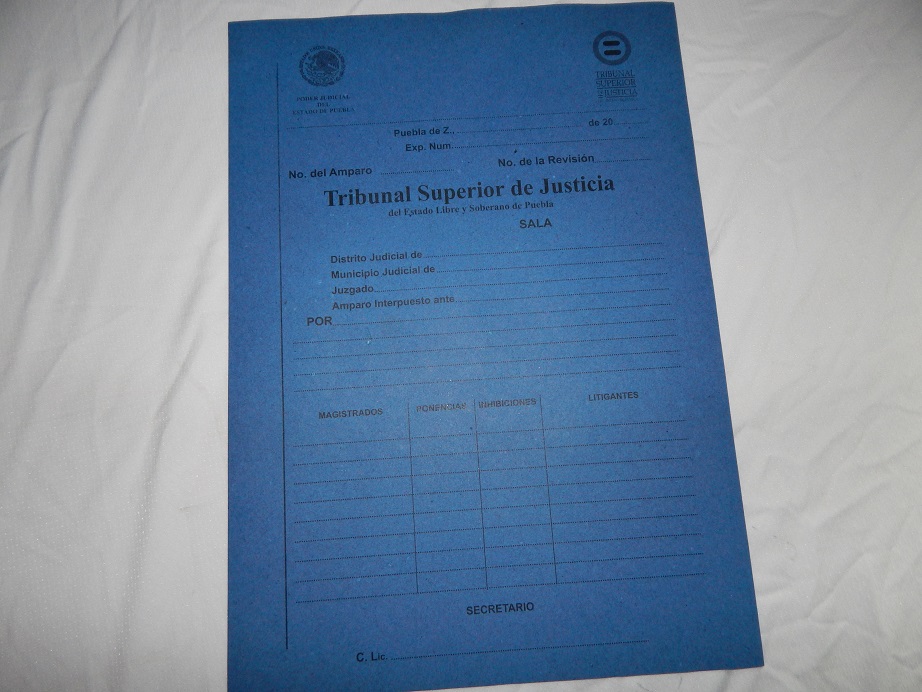 PODER JUDICIAL
DEL
ESTADO DE PUEBLA
TRIBUNAL
SUPERIOR
DE JUSTICIA
Puebla de Z., de 20
Exp. Num.
No. del Amparo No. de la Revisión
Tribunal Superior de Justicia
del Estado Libre y Soberano de Puebla
SALA
Distrito Judicial de
Municipio Judicial de
Juzgado
Amparo Interpuesto ante
POR
MAGISTRADOS PONENCIAS INHIBICIONES LITIGANTES
SECRETARIO
C. Lic.